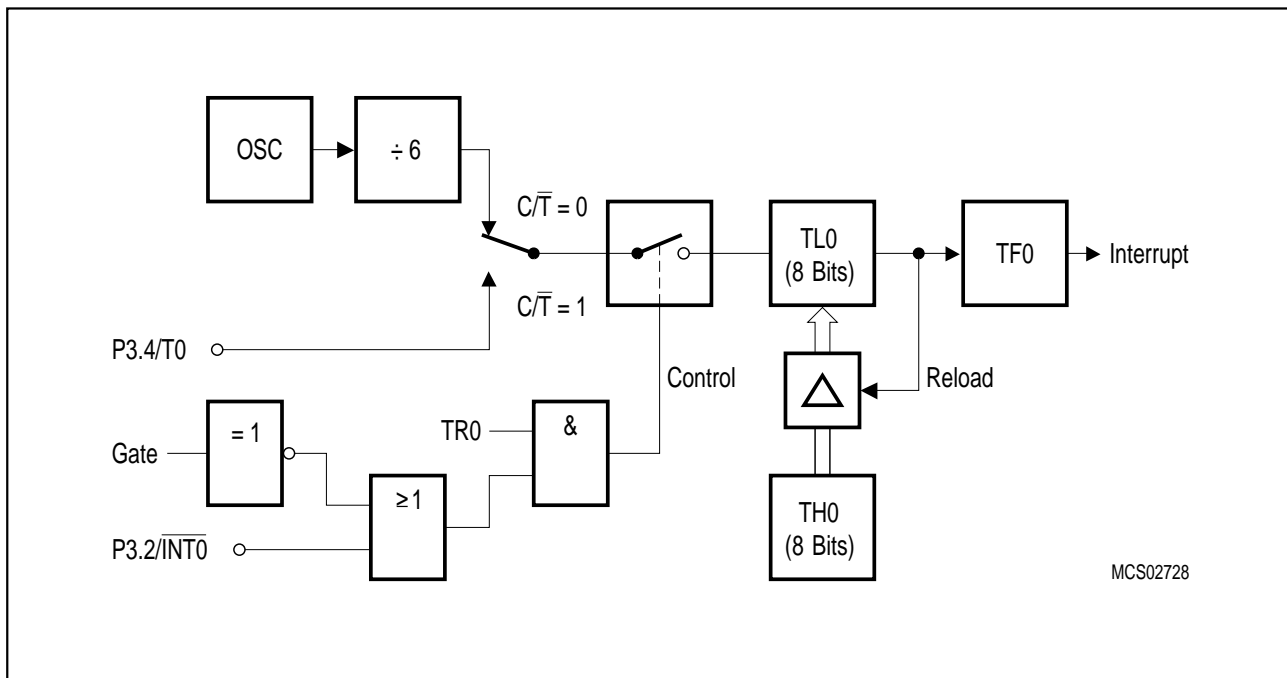 OSC
÷ 6
C/T̅ = 0
C/T̅ = 1
P3.4/T0
TL0
(8 Bits)
TF0
Interrupt
Control
Reload
Gate
= 1
TR0
&
≥ 1
P3.2/I̅N̅T̅0̅
TH0
(8 Bits)
MCS02728